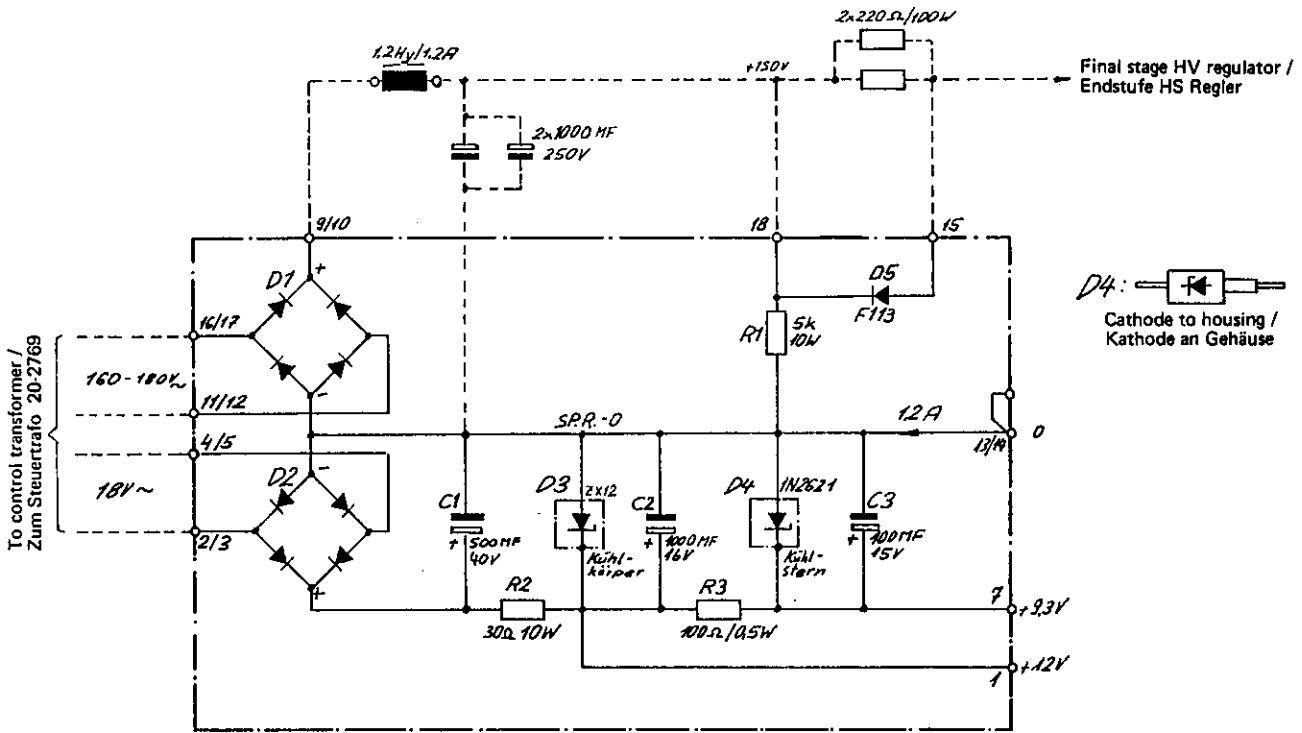 2x220Ω/100W
1.2Hy/1.2A
+150V
Final stage HV regulator /
Endstufe HS Regler
2x1000MF
250V
9/10
18
15
D1
+
D5
F113
D4:
Cathode to housing /
Kathode an Gehäuse
16/17
R1
5k
10W
To control transformer /
Zum Steuertrafo 20-2769
160-180V~
-
11/12
SP.R.-0
1.2A
13/14
0
4/5
-
18V~
D2
C1
+
500MF
40V
D3
ZX12
Kühl-
körper
C2
+
1000MF
16V
D4
1N2621
Kühl-
stern
C3
+
100MF
15V
2/3
+
R2
30Ω 10W
R3
100Ω/0,5W
7
+9,3V
1
+12V